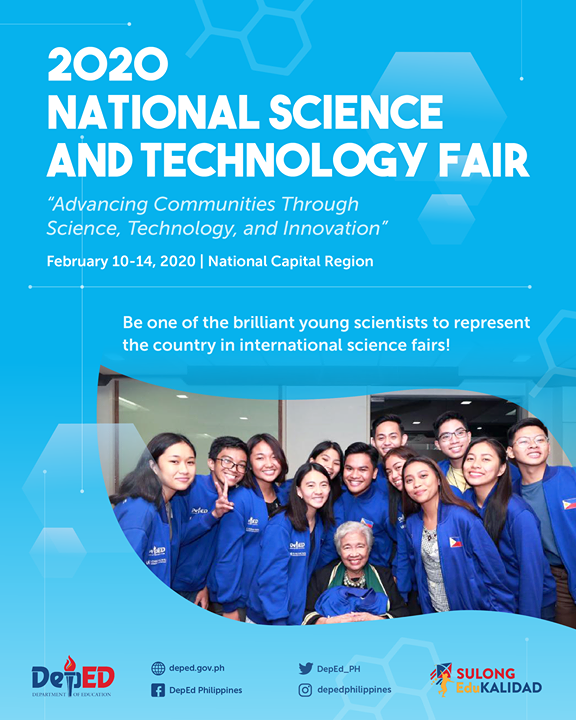 2020
NATIONAL SCIENCE
AND TECHNOLOGY FAIR
“Advancing Communities Through
Science, Technology, and Innovation”
February 10-14, 2020 | National Capital Region
Be one of the brilliant young scientists to represent
the country in international science fairs!
DepED
DepED
DepED
DEPARTMENT OF EDUCATION
deped.gov.ph
DepEd Philippines
DepEd_PH
depedphilippines
SULONG
EduKALIDAD